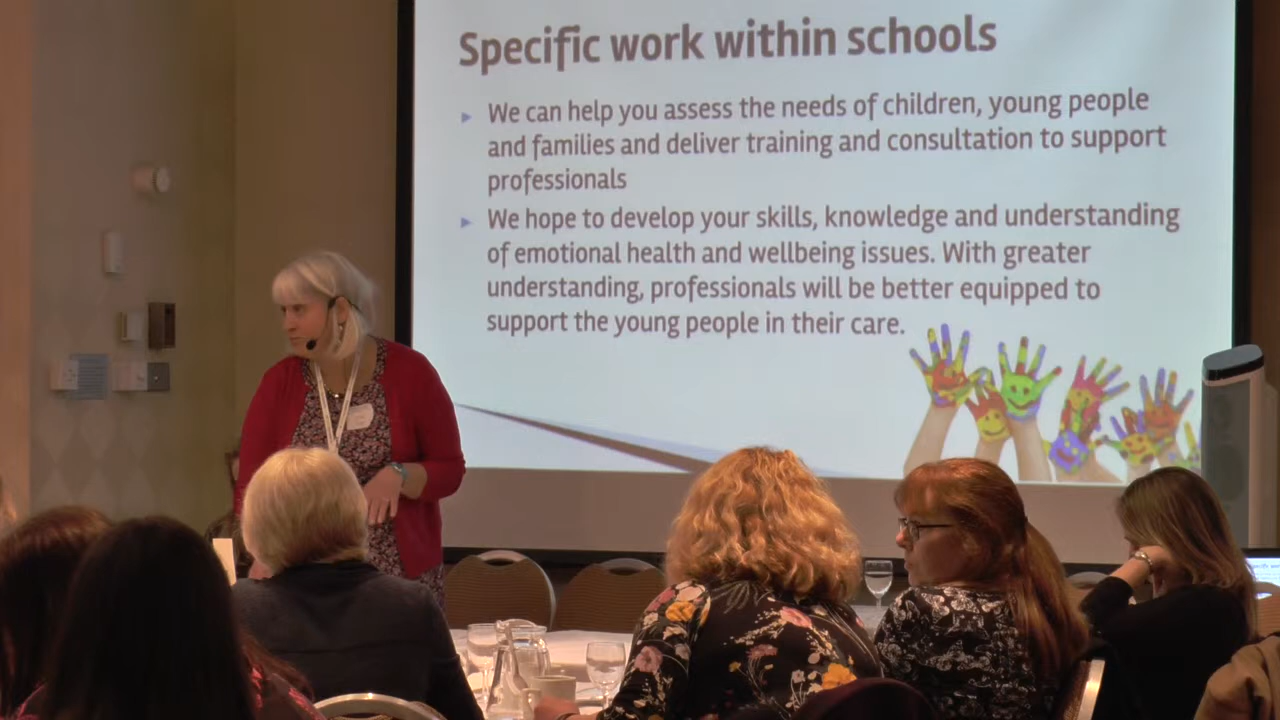 Specific work within schools
We can help you assess the needs of children, young people
and families and deliver training and consultation to support
professionals
We hope to develop your skills, knowledge and understanding
of emotional health and wellbeing issues. With greater
understanding, professionals will be better equipped to
support the young people in their care.